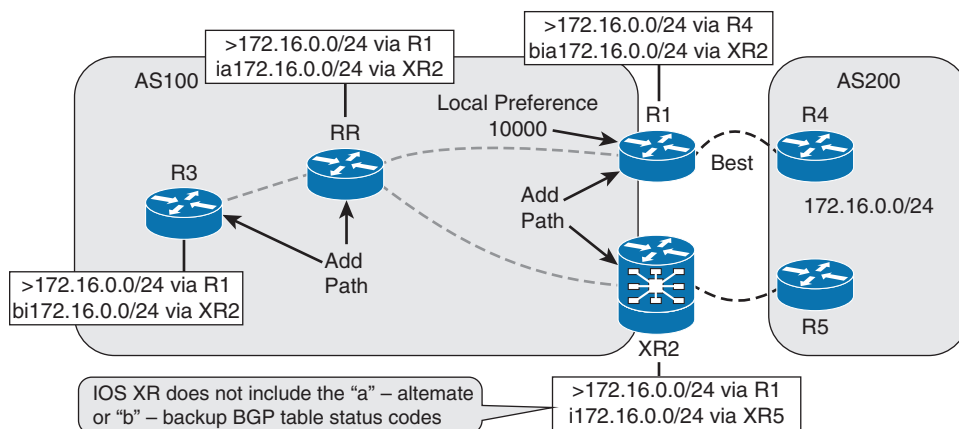 >172.16.0.0/24 via R1
ia172.16.0.0/24 via XR2
>172.16.0.0/24 via R4
bia172.16.0.0/24 via XR2
AS100
AS200
Local Preference
10000
R1
R4
RR
Best
R3
172.16.0.0/24
Add
Path
Add
Path
>172.16.0.0/24 via R1
bi172.16.0.0/24 via XR2
R5
XR2
IOS XR does not include the “a” – alternate
or “b” – backup BGP table status codes
>172.16.0.0/24 via R1
i172.16.0.0/24 via XR5